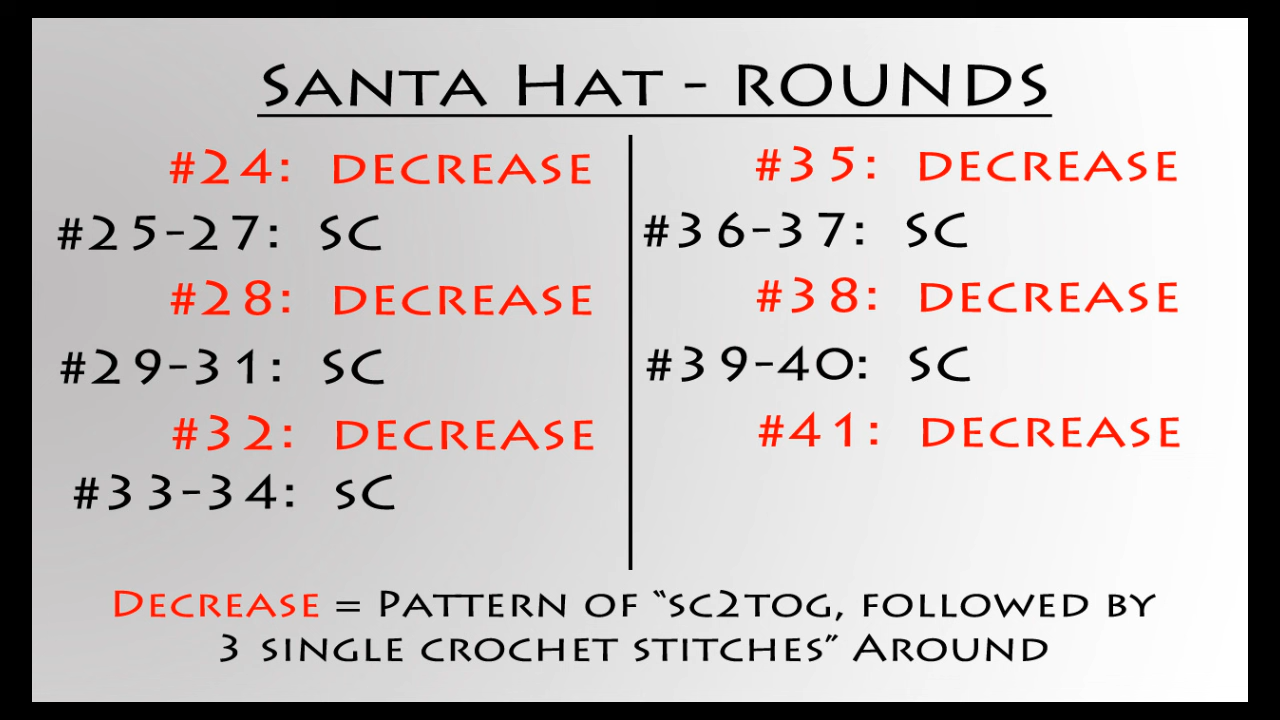 Santa Hat - ROUNDS
#24: DECREASE
#25-27: SC
#28: DECREASE
#29-31: SC
#32: DECREASE
#33-34: SC
#35: DECREASE
#36-37: SC
#38: DECREASE
#39-40: SC
#41: DECREASE
Decrease = Pattern of "sc2tog, followed by
3 single crochet stitches" Around